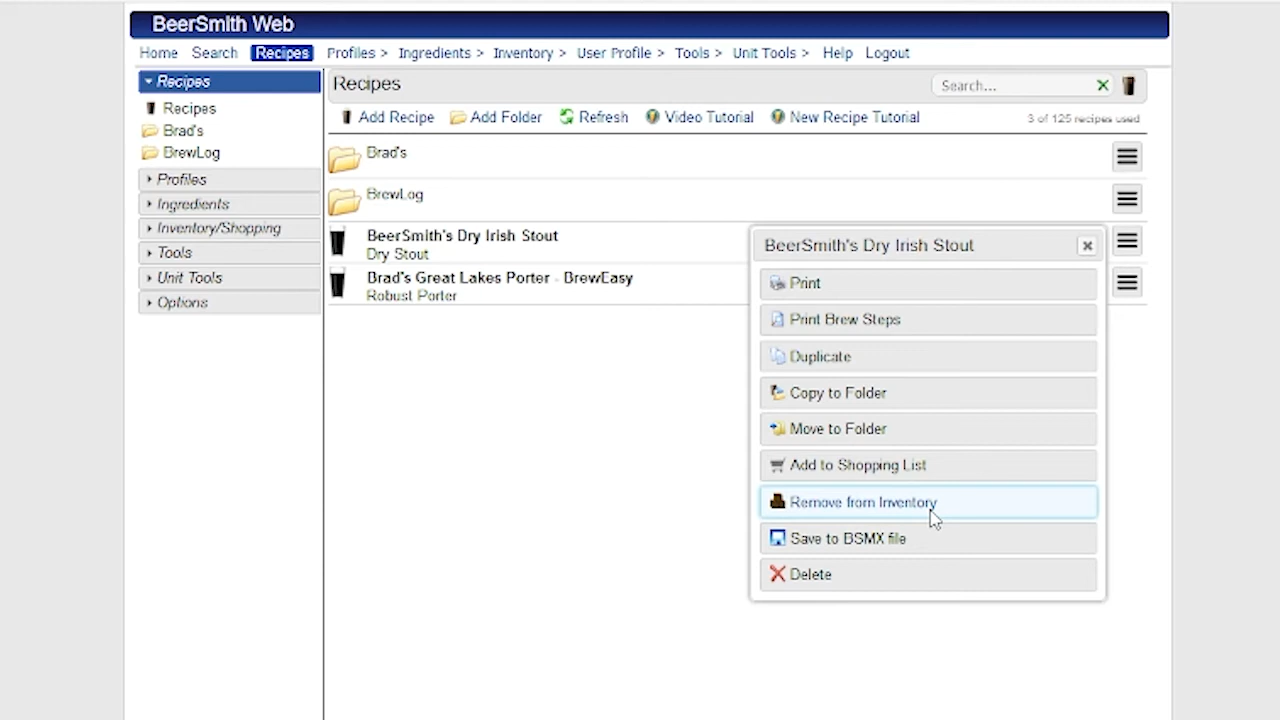 BeerSmith Web
Home Search Recipes Profiles > Ingredients > Inventory > User Profile > Tools > Unit Tools > Help Logout
Recipes
Recipes
Brad's
BrewLog
Profiles
Ingredients
Inventory/Shopping
Tools
Unit Tools
Options
Recipes
Search...
Add Recipe Add Folder Refresh Video Tutorial New Recipe Tutorial 3 of 125 recipes used
Brad's
BrewLog
BeerSmith's Dry Irish Stout
Dry Stout
Brad's Great Lakes Porter - BrewEasy
Robust Porter
BeerSmith's Dry Irish Stout
Print
Print Brew Steps
Duplicate
Copy to Folder
Move to Folder
Add to Shopping List
Remove from Inventory
Save to BSMX file
Delete